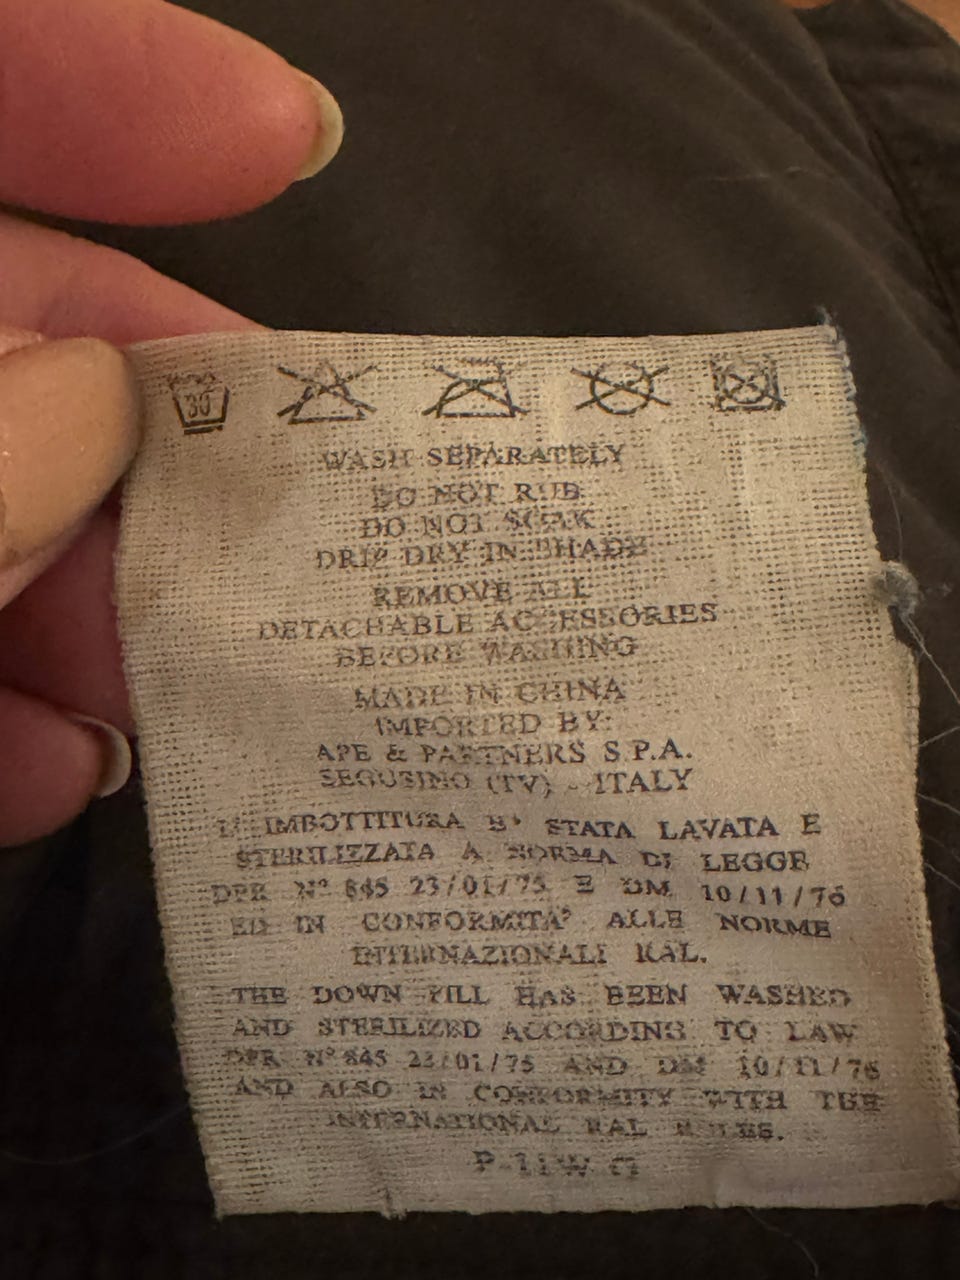 30
WASH SEPARATELY
DO NOT RUB
DO NOT SOAK
DRIP DRY IN SHADE
REMOVE ALL
DETACHABLE ACCESSORIES
BEFORE WASHING
MADE IN CHINA
IMPORTED BY:
APE & PARTNERS S.P.A.
SEGUSINO (TV) - ITALY
L' IMBOTTITURA E' STATA LAVATA E
STERILIZZATA A NORMA DI LEGGE
DPR N° 845 23/01/75 E DM 10/11/76
ED IN CONFORMITA' ALLE NORME
INTERNAZIONALI RAL.
THE DOWN FILL HAS BEEN WASHED
AND STERILIZED ACCORDING TO LAW
DPR N° 845 23/01/75 AND DM 10/11/76
AND ALSO IN CONFORMITY WITH THE
INTERNATIONAL RAL RULES.